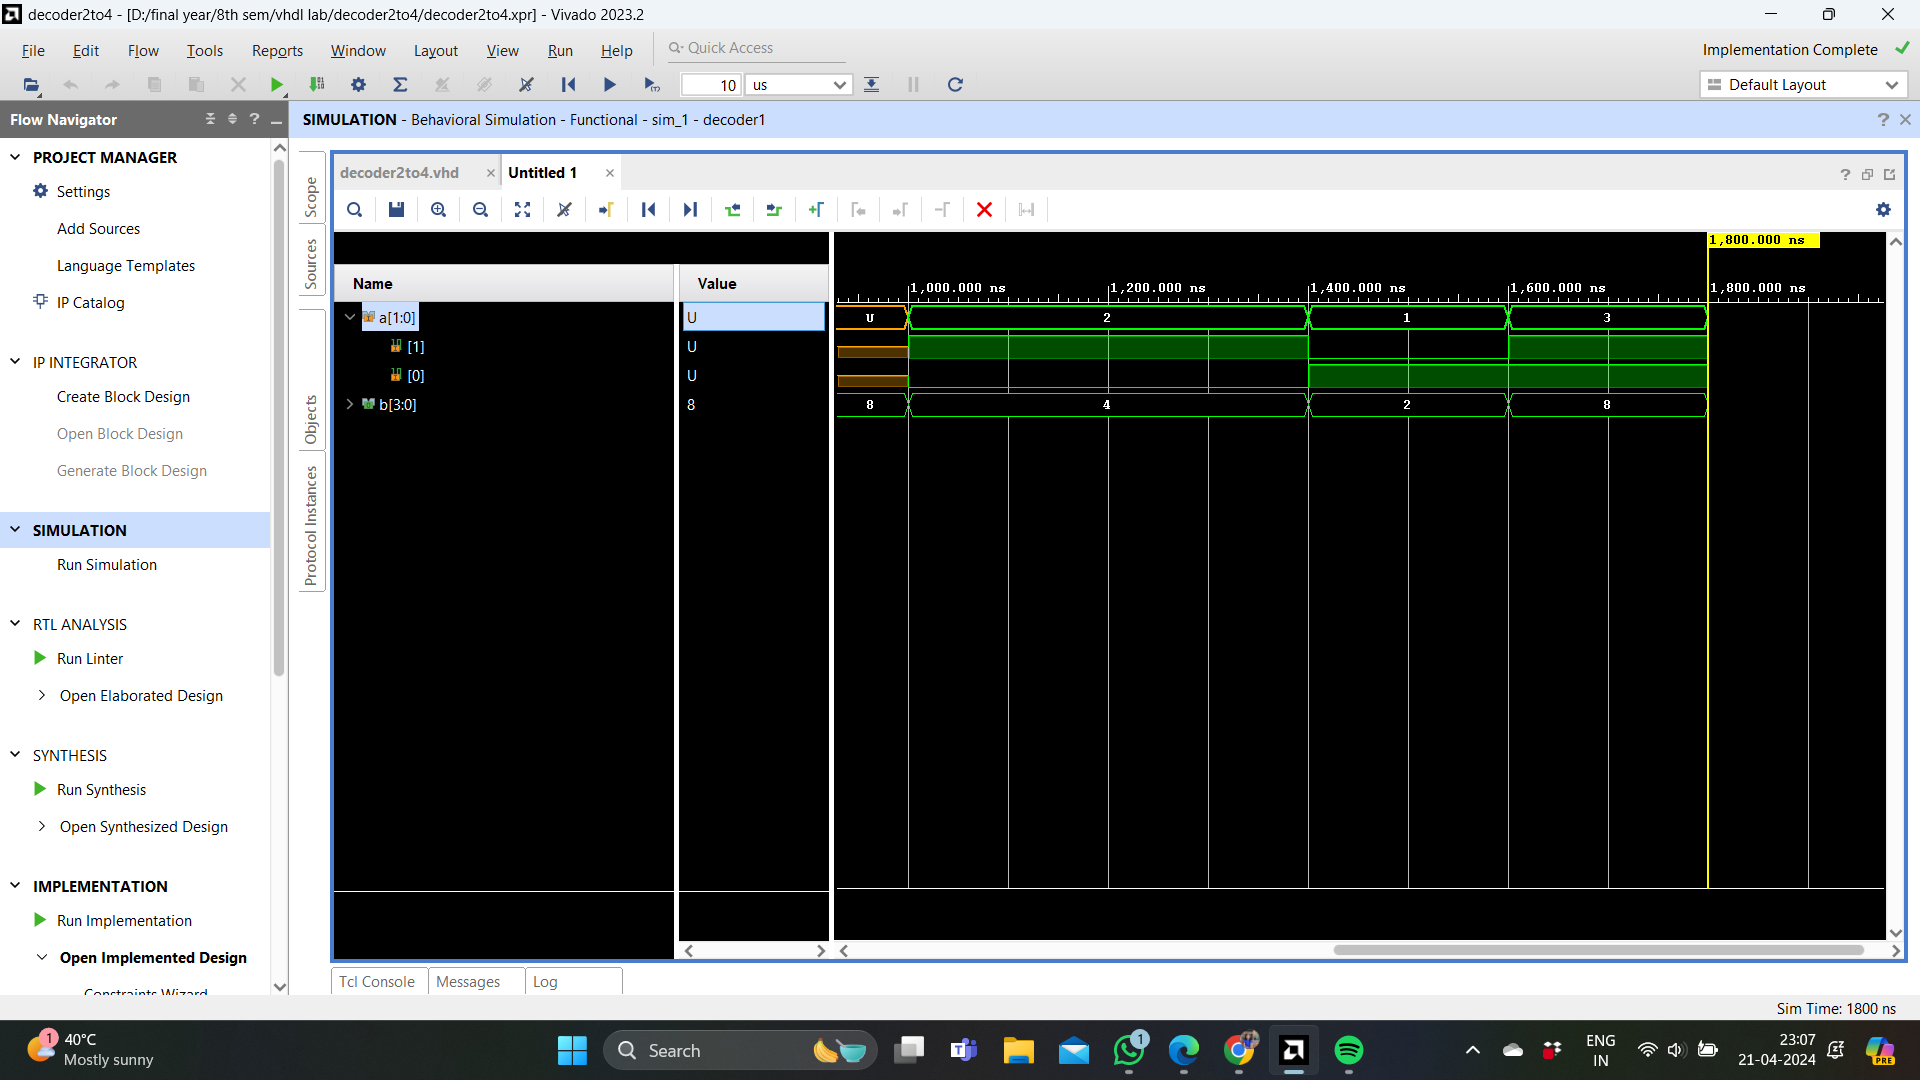 decoder2to4 - [D:/final year/8th sem/vhdl lab/decoder2to4/decoder2to4.xpr] - Vivado 2023.2
File Edit Flow Tools Reports Window Layout View Run Help Quick Access
Implementation Complete
10 us
Default Layout
Flow Navigator
SIMULATION - Behavioral Simulation - Functional - sim_1 - decoder1
PROJECT MANAGER
Settings
Add Sources
Language Templates
IP Catalog
IP INTEGRATOR
Create Block Design
Open Block Design
Generate Block Design
SIMULATION
Run Simulation
RTL ANALYSIS
Run Linter
Open Elaborated Design
SYNTHESIS
Run Synthesis
Open Synthesized Design
IMPLEMENTATION
Run Implementation
Open Implemented Design
Constraints Wizard
Scope
Sources
Objects
Protocol Instances
decoder2to4.vhd Untitled 1
1,800.000 ns
Name Value
1,000.000 ns 1,200.000 ns 1,400.000 ns 1,600.000 ns 1,800.000 ns
a[1:0] U U 2 1 3
[1] U
[0] U
b[3:0] 8 8 4 2 8
Tcl Console Messages Log
Sim Time: 1800 ns
1
40°C
Mostly sunny
Search
1
ENG
IN
23:07
21-04-2024
PRE